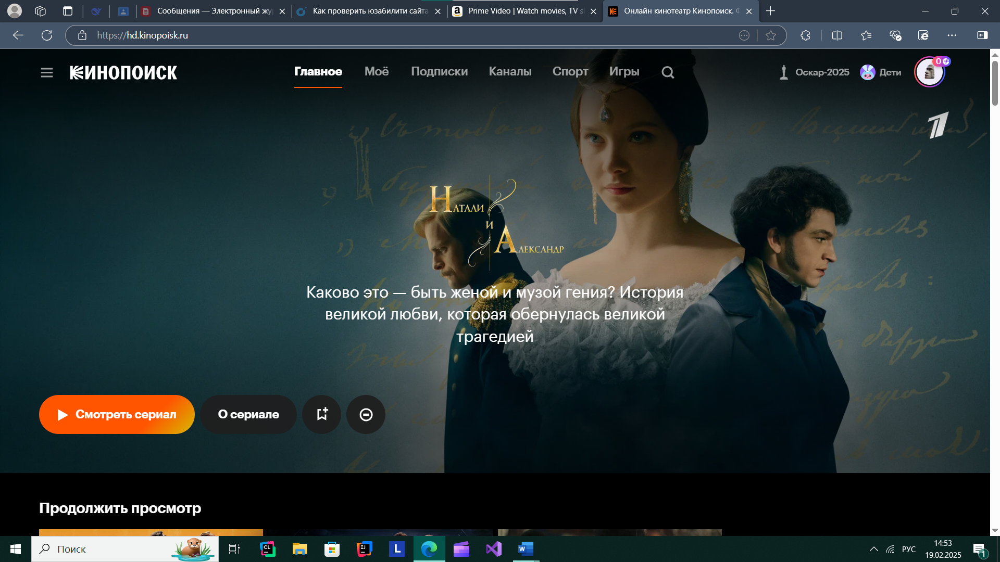 Сообщения — Электронный жу
Как проверить юзабилити сайта
Prime Video | Watch movies, TV s
Онлайн кинотеатр Кинопоиск. Ф
https://hd.kinopoisk.ru
КИНОПОИСК
Главное
Моё
Подписки
Каналы
Спорт
Игры
Оскар-2025
Дети
0
Натали
и
Александр
Каково это — быть женой и музой гения? История
великой любви, которая обернулась великой
трагедией
Смотреть сериал
О сериале
Продолжить просмотр
Поиск
CL
IJ
L
W
РУС
14:53
19.02.2025
1